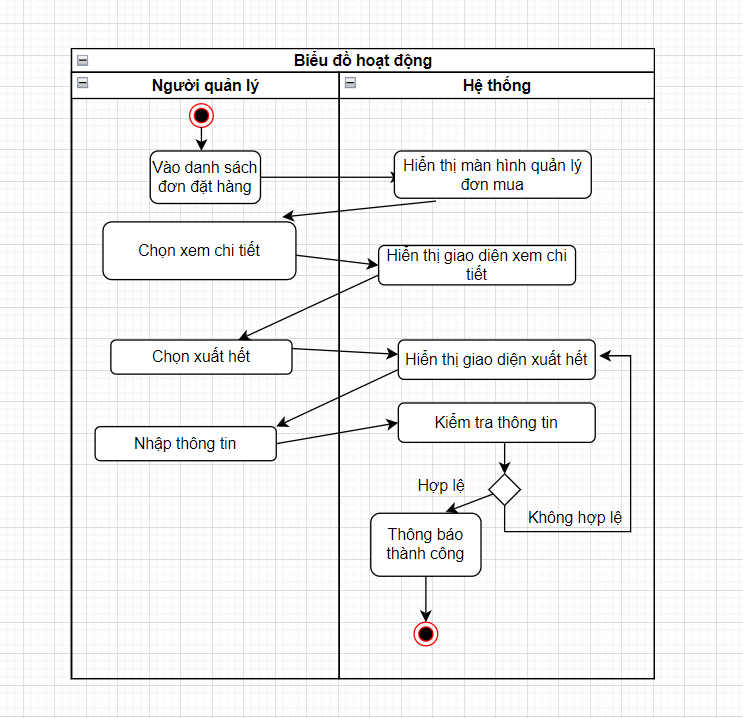 Biểu đồ hoạt động
Người quản lý
Hệ thống
Vào danh sách
đơn đặt hàng
Hiển thị màn hình quản lý
đơn mua
Chọn xem chi tiết
Hiển thị giao diện xem chi
tiết
Chọn xuất hết
Hiển thị giao diện xuất hết
Nhập thông tin
Kiểm tra thông tin
Hợp lệ
Không hợp lệ
Thông báo
thành công